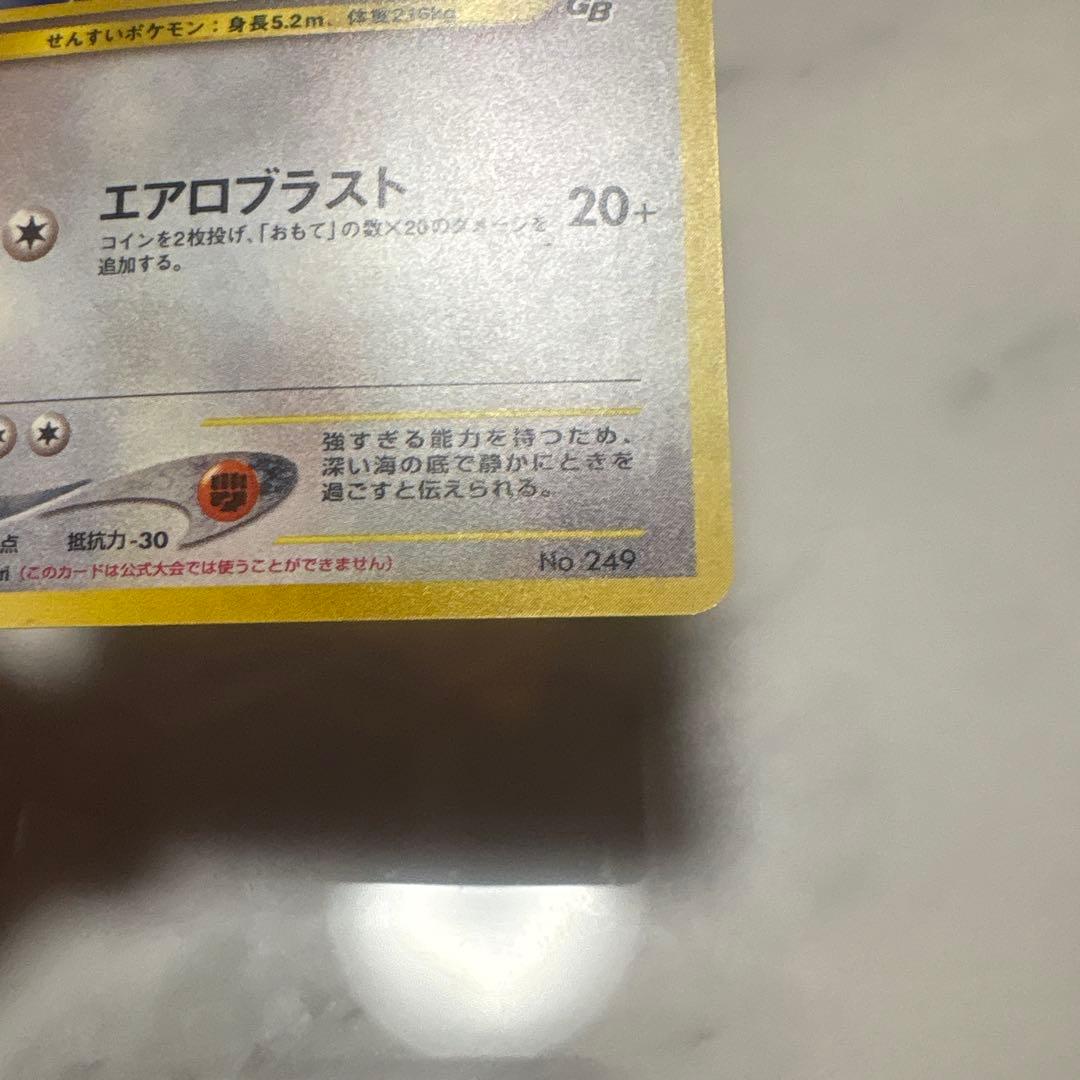 せんすいポケモン：身長5.2m、体重216kg
GB
エアロブラスト
20+
コインを2枚投げ、「おもて」の数×20のダメージを
追加する。
強すぎる能力を持つため、
深い海の底で静かにときを
過ごすと伝えられる。
点 抵抗力-30
（このカードは公式大会では使うことができません）
No 249